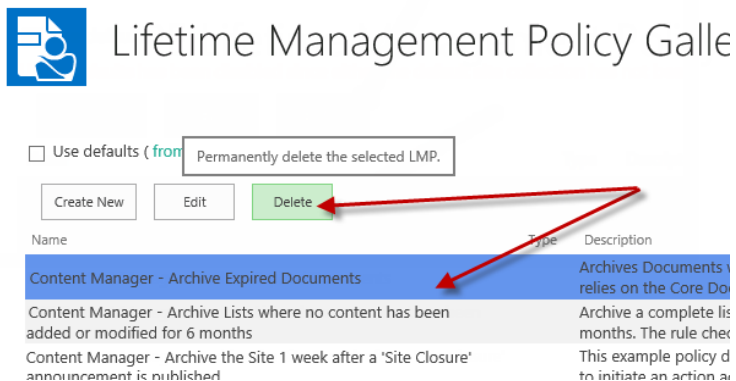 Lifetime Management Policy Galle
Use defaults ( from
Permanently delete the selected LMP.
Create New Edit Delete
Name Type Description
Content Manager - Archive Expired Documents
Archives Documents w
relies on the Core Do
Content Manager - Archive Lists where no content has been
added or modified for 6 months
Archive a complete lis
months. The rule chec
Content Manager - Archive the Site 1 week after a 'Site Closure'
announcement is published
This example policy d
to initiate an action a